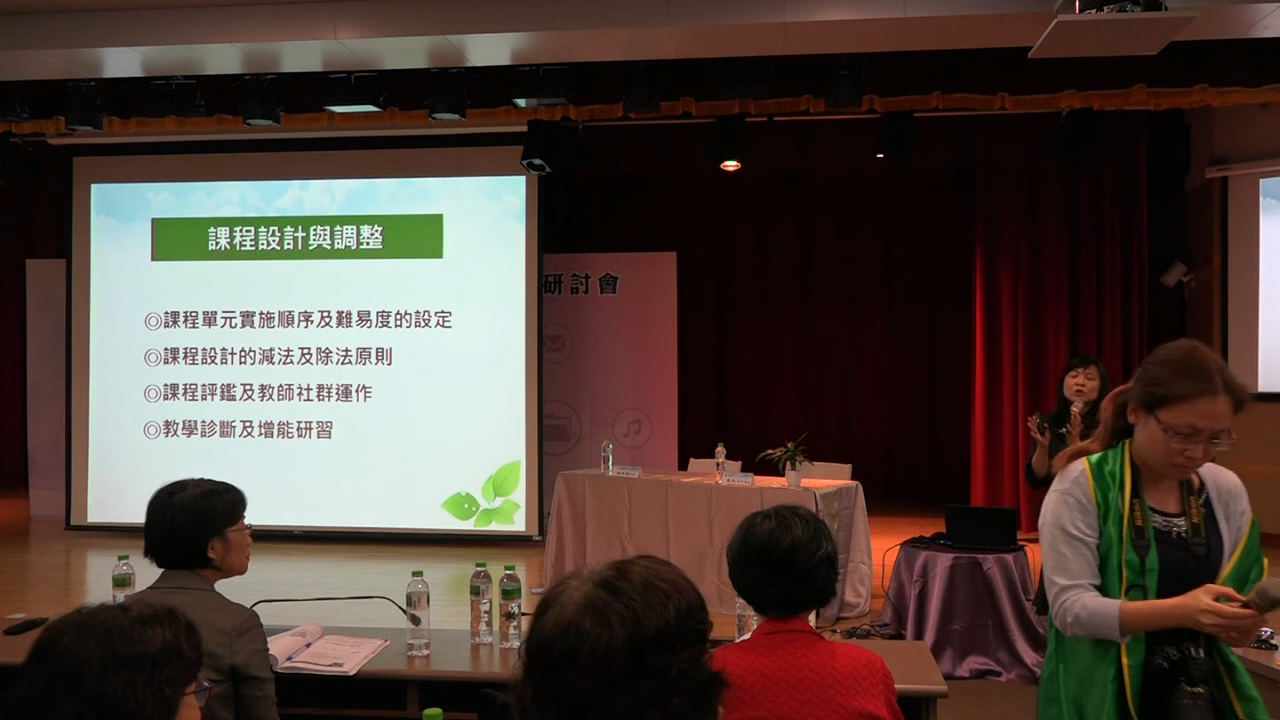 課程設計與調整
◎課程單元實施順序及難易度的設定
◎課程設計的減法及除法原則
◎課程評鑑及教師社群運作
◎教學診斷及增能研習
研討會
Nikon
Nikon